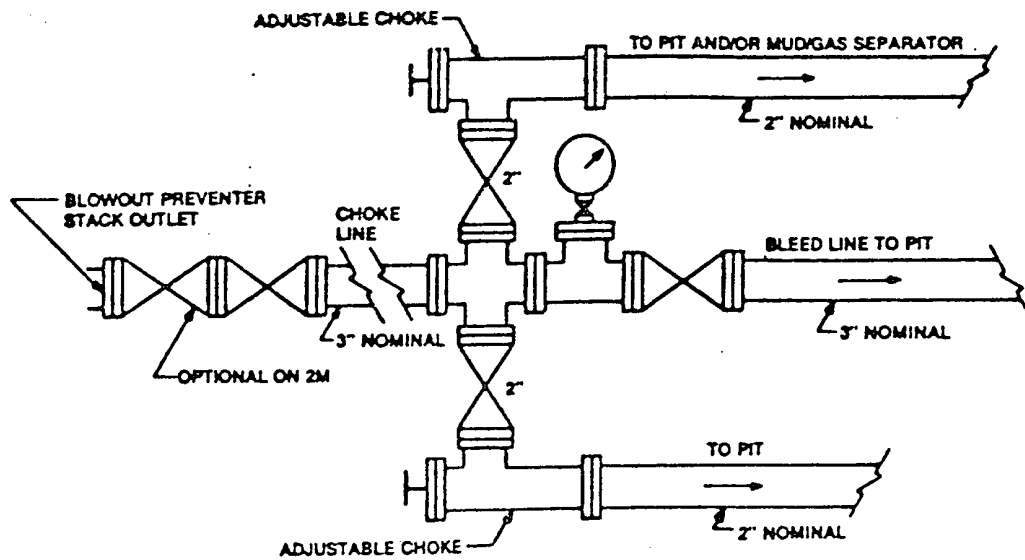 ADJUSTABLE CHOKE
TO PIT AND/OR MUD/GAS SEPARATOR
2" NOMINAL
2"
BLOWOUT PREVENTER
STACK OUTLET
CHOKE
LINE
BLEED LINE TO PIT
3" NOMINAL
3" NOMINAL
OPTIONAL ON 2M
2"
TO PIT
2" NOMINAL
ADJUSTABLE CHOKE